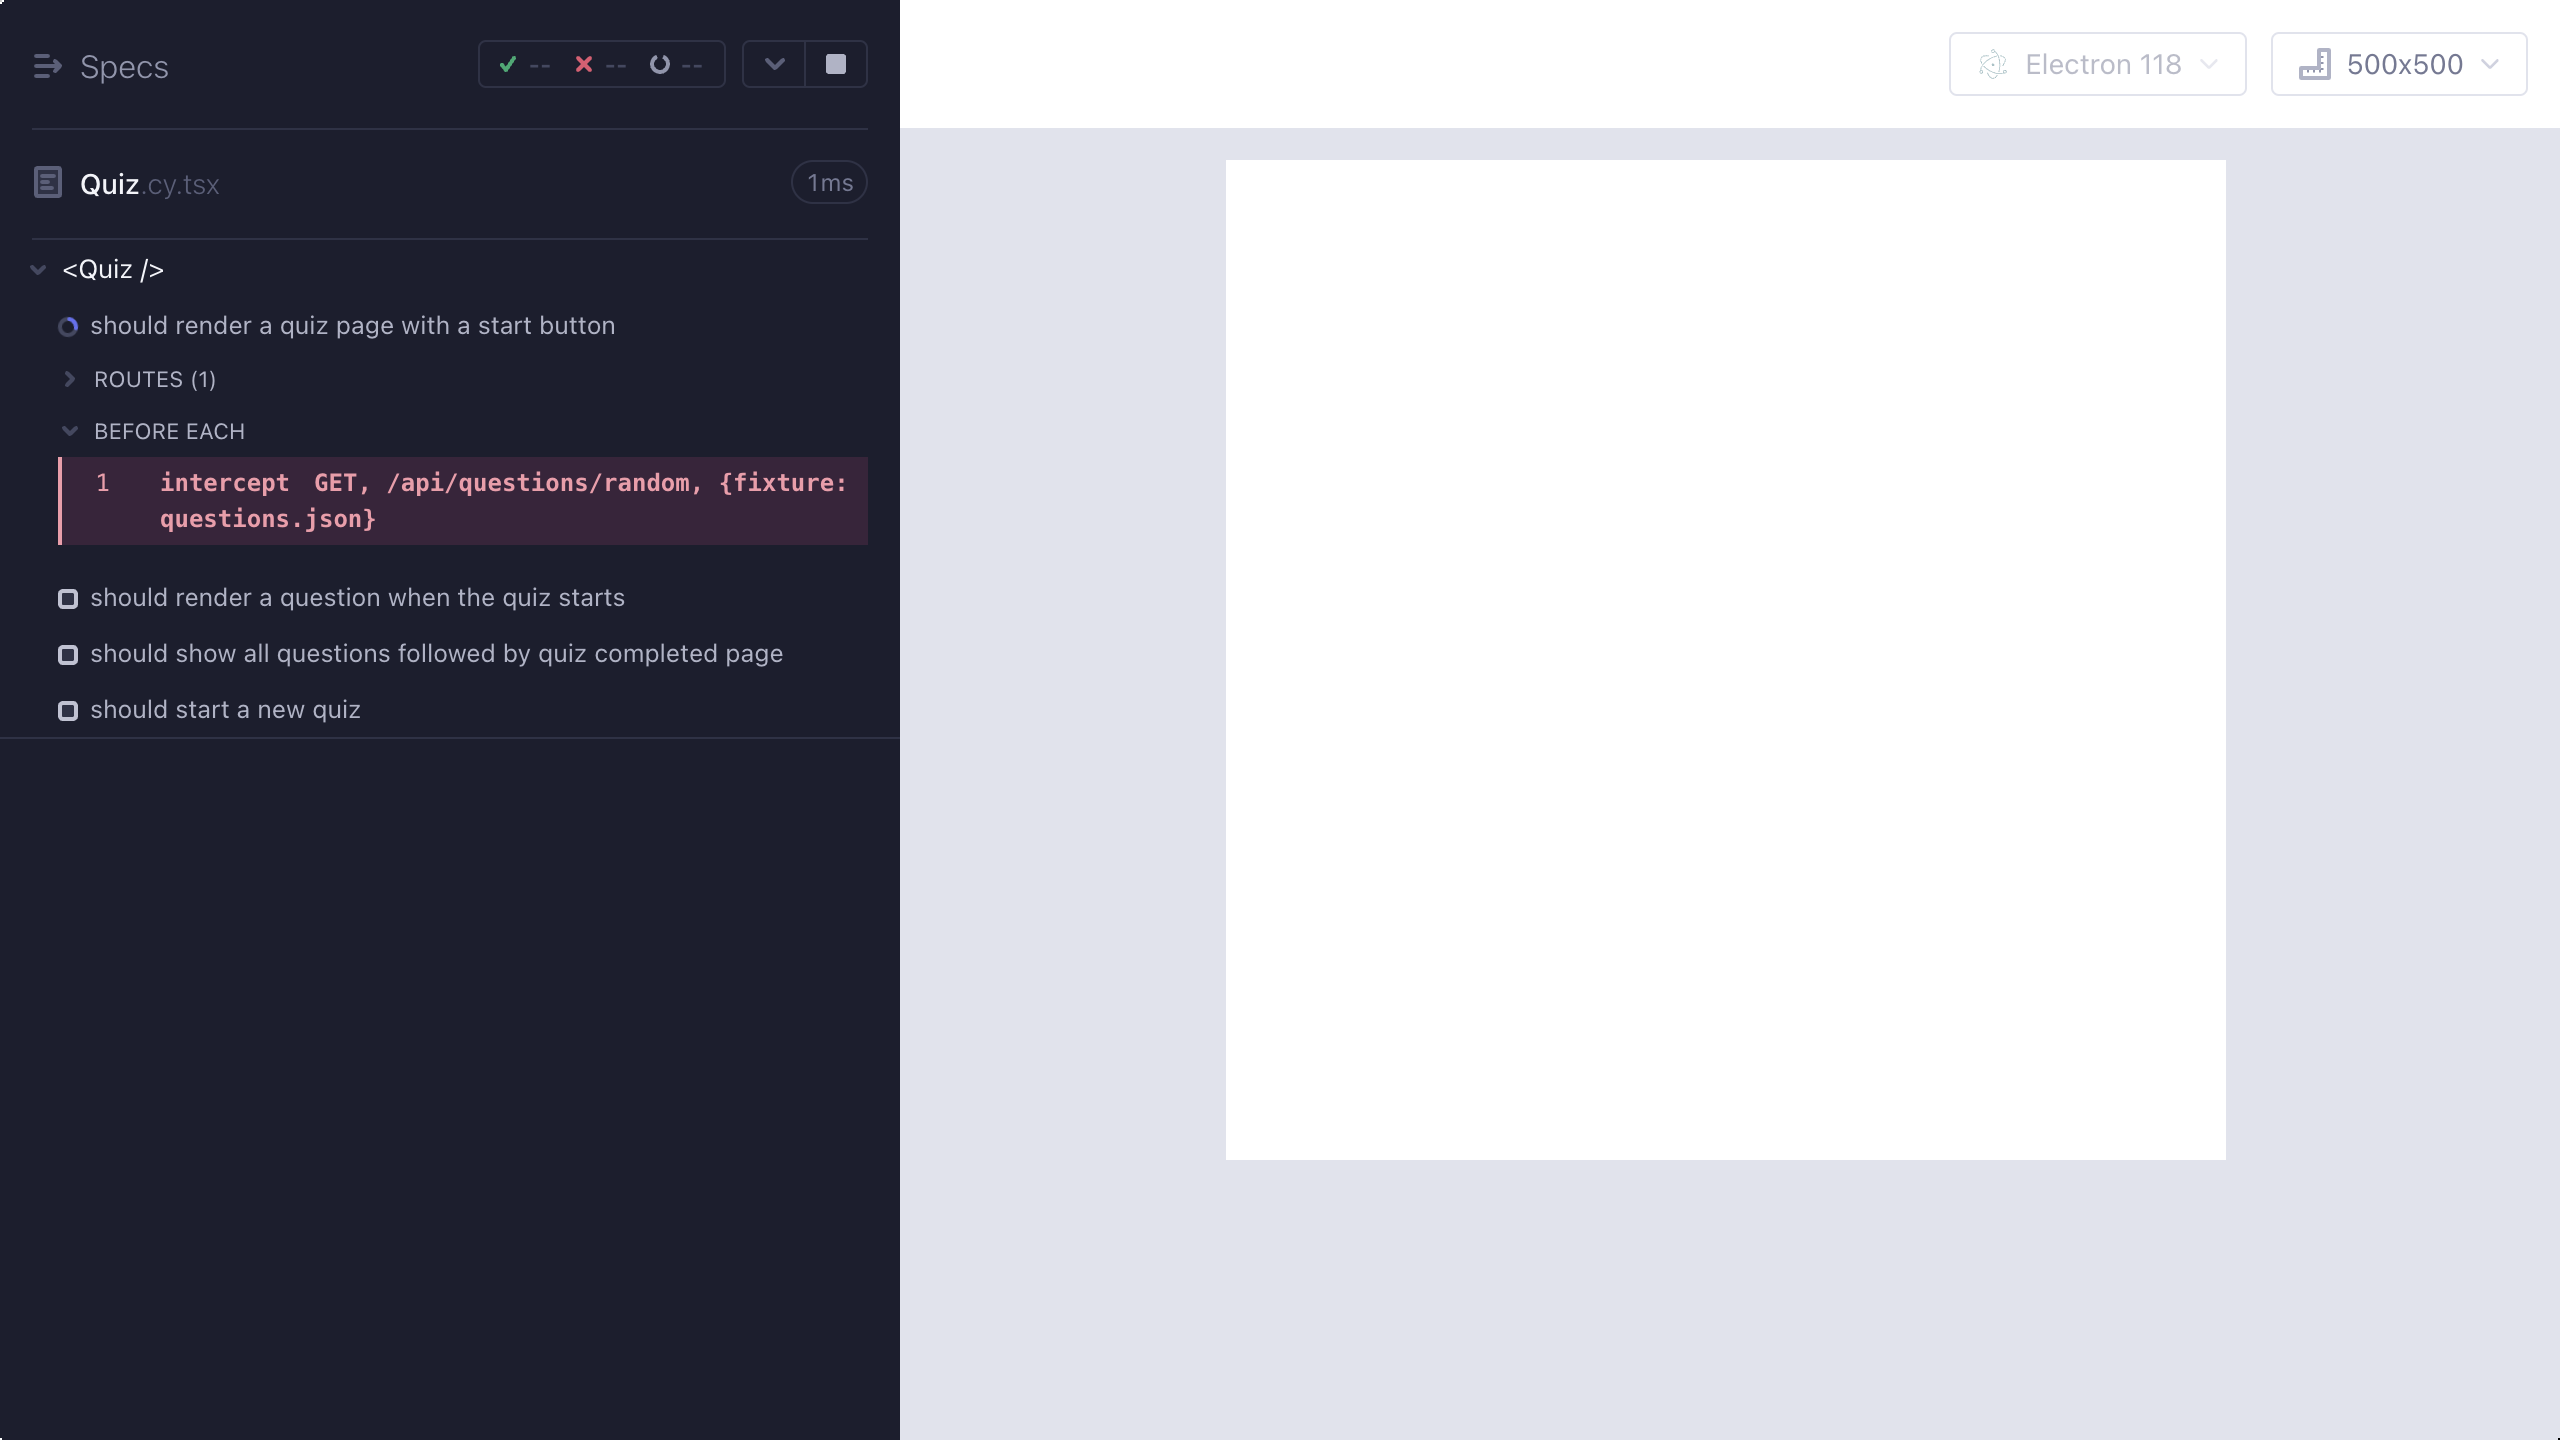 Specs
-- -- --
Electron 118
500x500
Quiz.cy.tsx
1ms
<Quiz />
should render a quiz page with a start button
ROUTES (1)
BEFORE EACH
1 intercept GET, /api/questions/random, {fixture:
questions.json}
should render a question when the quiz starts
should show all questions followed by quiz completed page
should start a new quiz